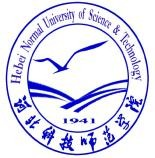 Hebei Normal University of Science & Technology
1941
河北科技师范学院